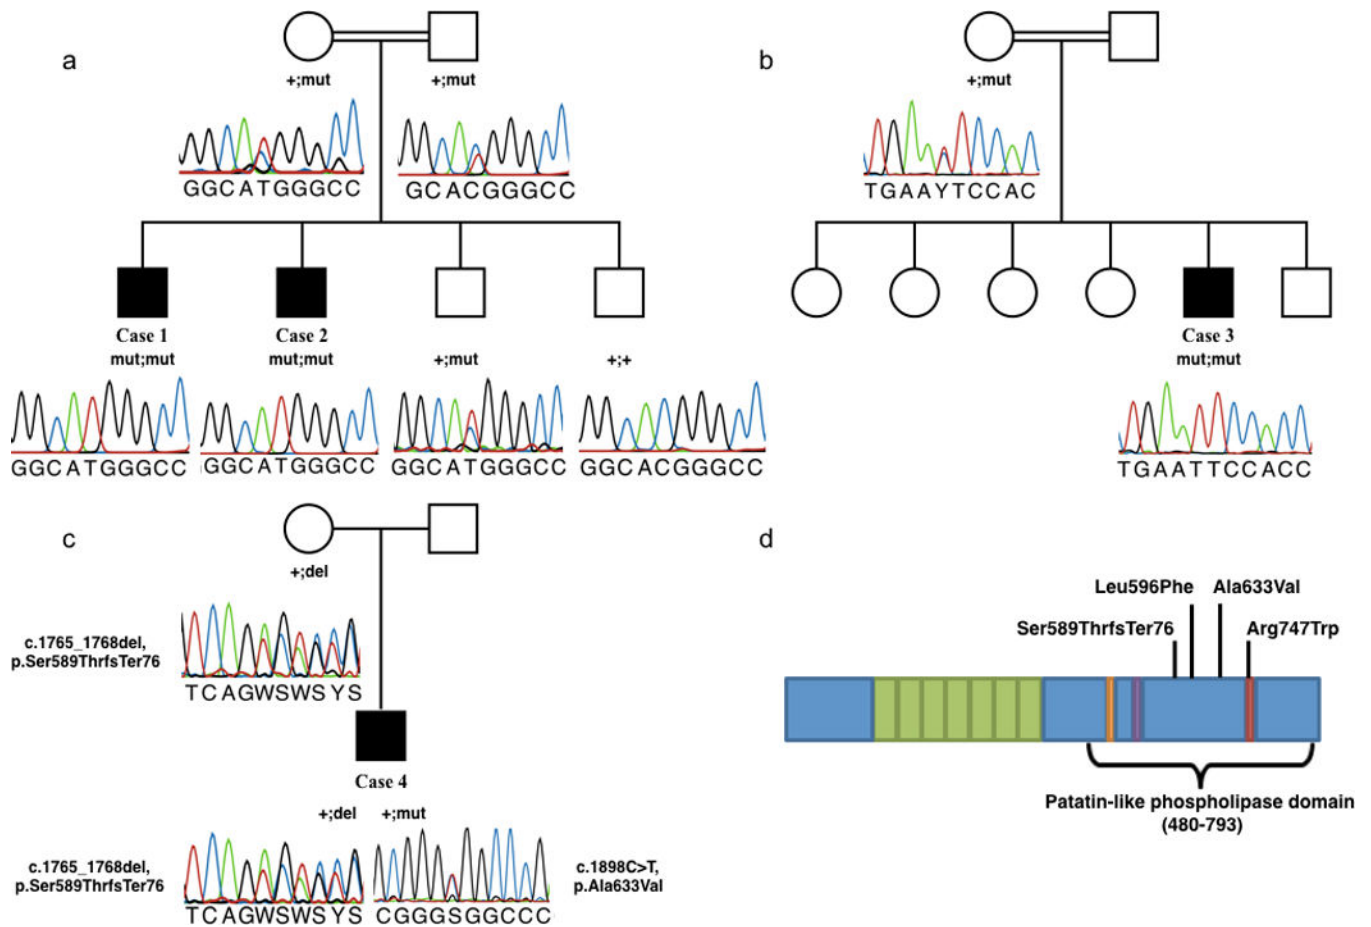 a
+;mut
+;mut
GGCATGGGCC
GCACGGGCC
Case 1
mut;mut
Case 2
mut;mut
+;mut
+;+
GGCATGGGCC
GGCATGGGCC
GGCATGGGCC
GGCACGGGCC
b
+;mut
TGAAYTCCAC
Case 3
mut;mut
TGAATTCCACC
c
+;del
c.1765_1768del,
p.Ser589ThrfsTer76
TCAGWSWSYS
Case 4
+;del
+;mut
c.1765_1768del,
p.Ser589ThrfsTer76
TCAGWSWSYS
CGGGSGGCCC
c.1898C>T,
p.Ala633Val
d
Leu596Phe
Ala633Val
Ser589ThrfsTer76
Arg747Trp
Patatin-like phospholipase domain
(480-793)